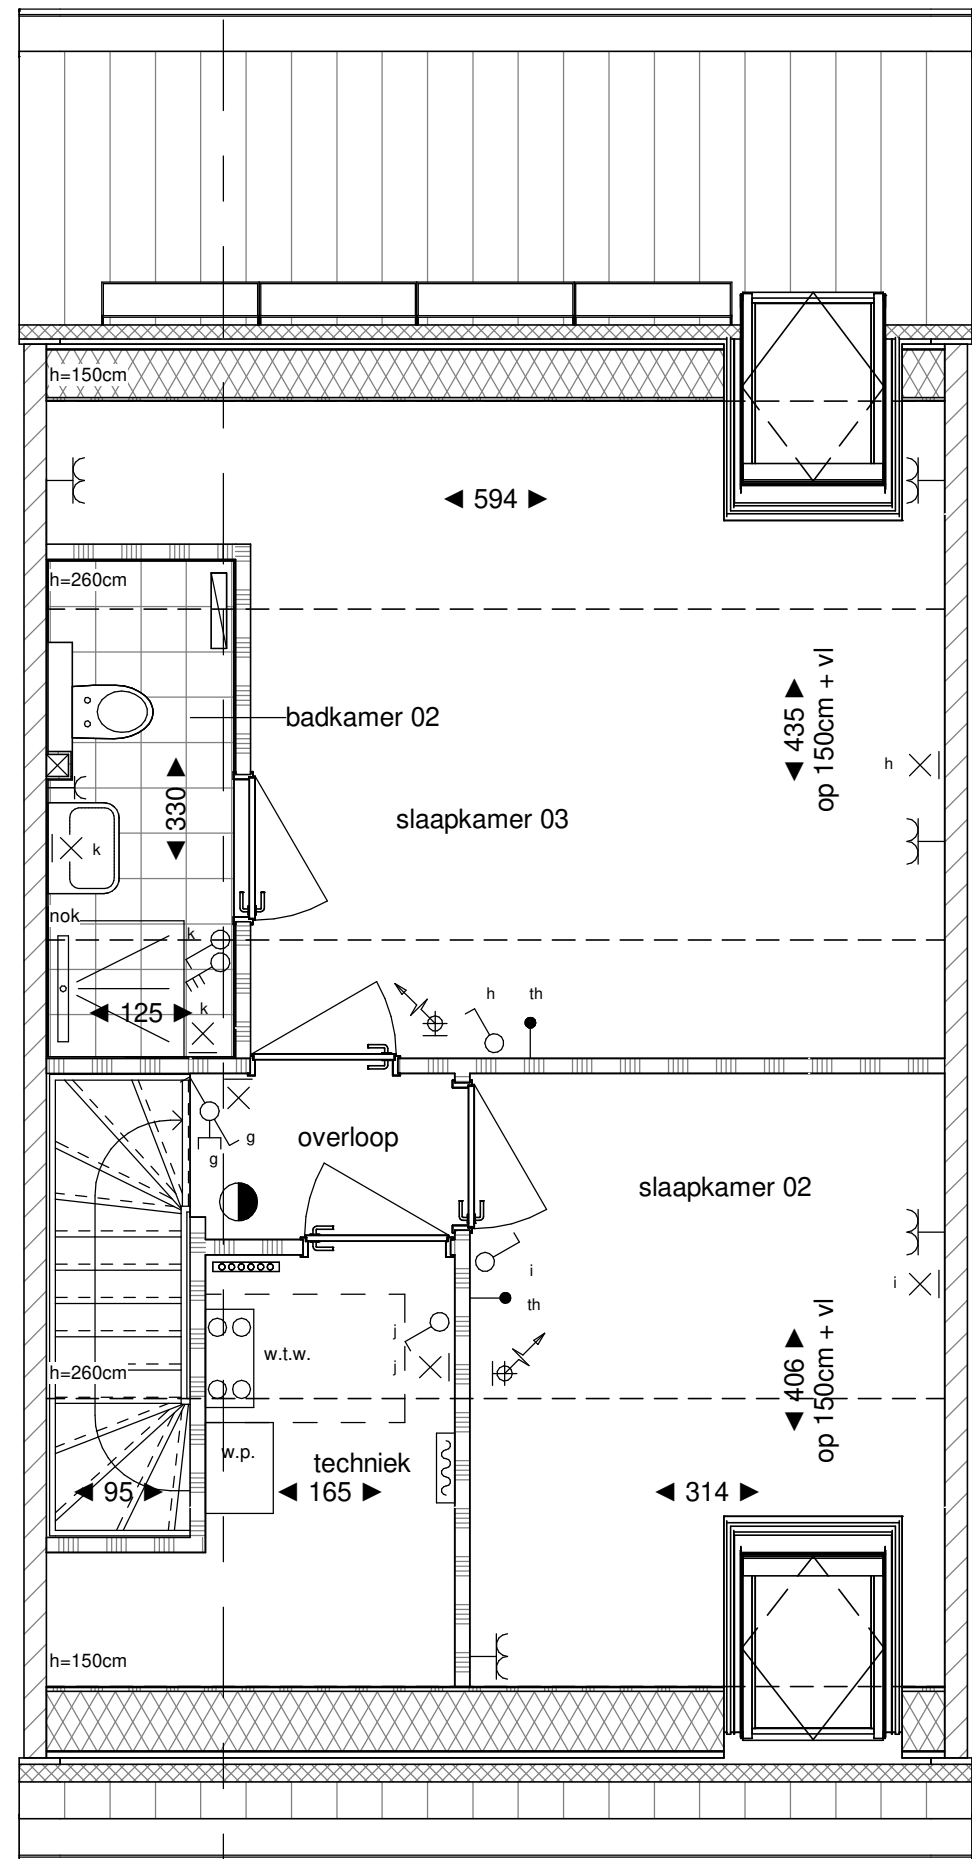 h=150cm
◄ 594 ►
h=260cm
badkamer 02
◄ 435 ►
op 150cm + vl
h
◄ 330 ►
slaapkamer 03
k
nok
k
h
th
◄ 125 ►
k
g
g
overloop
slaapkamer 02
i
i
th
j
j
w.t.w.
h=260cm
◄ 406 ►
op 150cm + vl
w.p.
techniek
◄ 95 ►
◄ 165 ►
◄ 314 ►
h=150cm